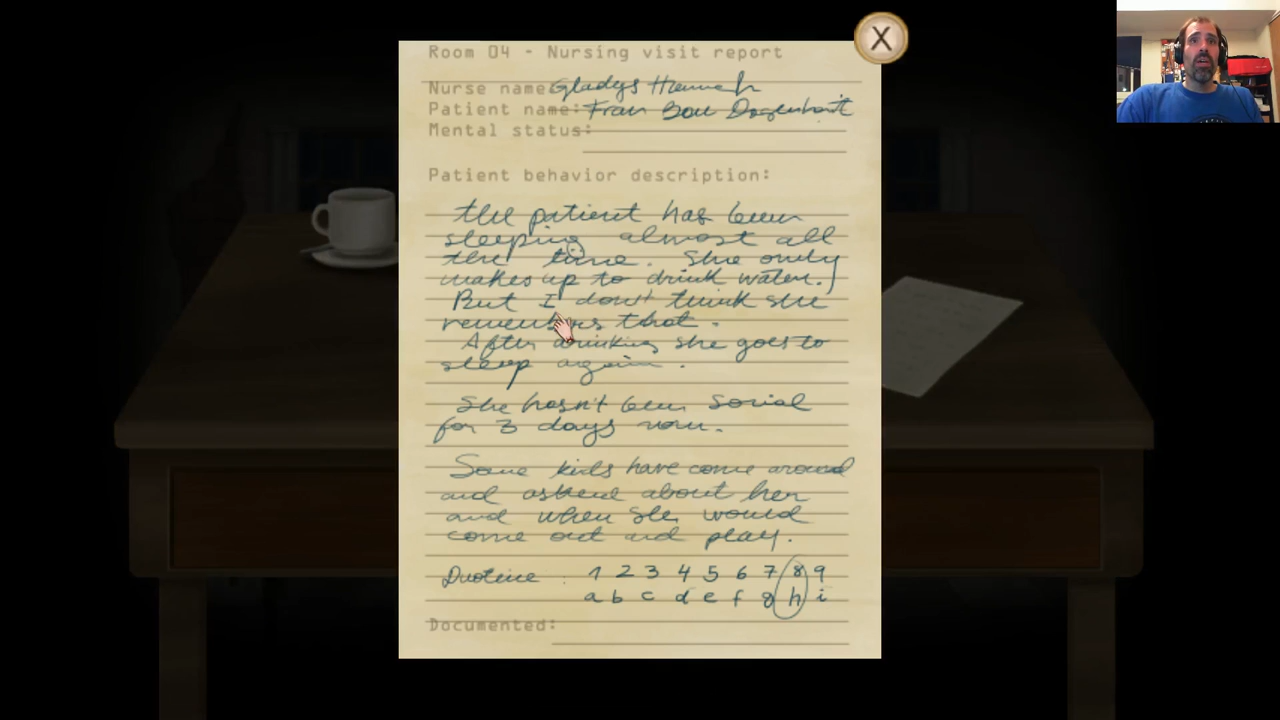 Room 04 - Nursing visit report
Nurse name: Gladys
Patient name: Fran Bow Dagenhart
Mental status:
Patient behavior description:
the patient has been
sleeping almost all
the time. She only
wakes up to drink water.
But I don't think she
remembers that.
After drinking she goes to
sleep again.
She hasn't been social
for 3 days now.
Some kids have come around
and asked about her
and when she would
come out and play.
Duotine : 1 2 3 4 5 6 7 8 9
a b c d e f g h i
Documented:
X